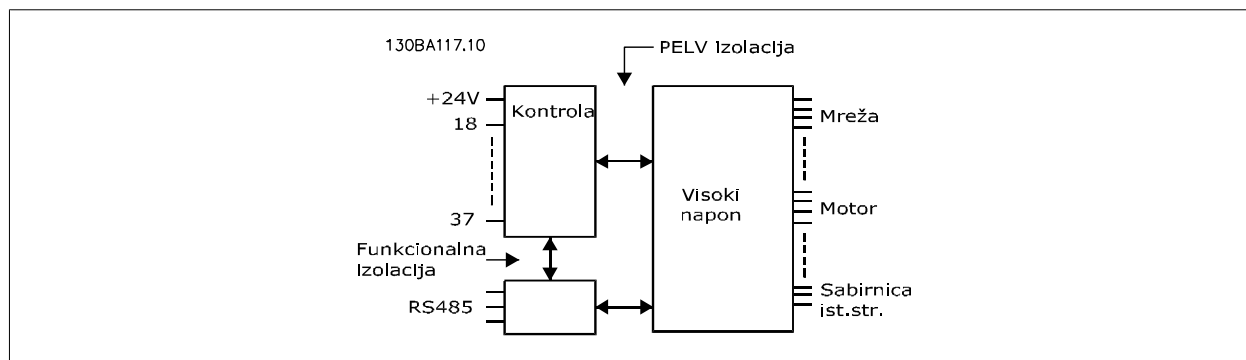 130BA117.10
PELV Izolacija
+24V
Kontrola
18
Mreža
Visoki
napon
37
Motor
Funkcionalna
Izolacija
RS485
Sabirnica
ist.str.